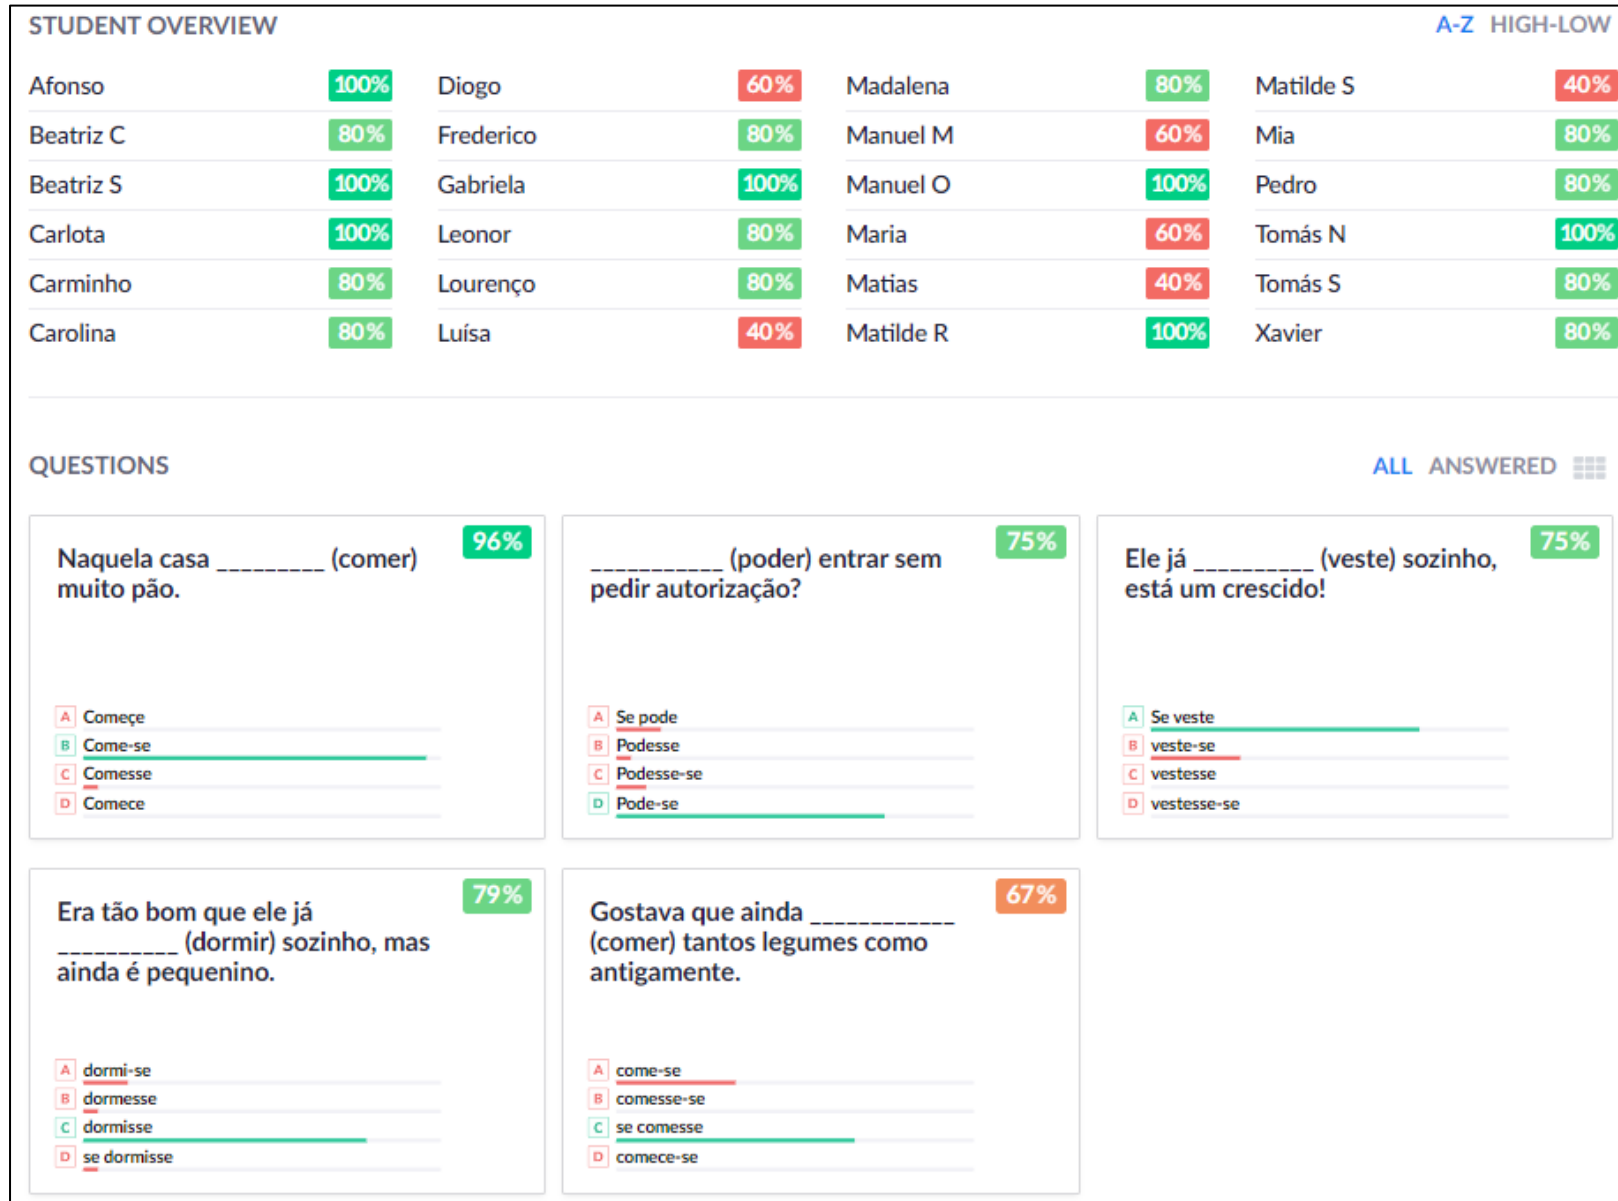 STUDENT OVERVIEW
A-Z HIGH-LOW
Afonso 100% Diogo 60% Madalena 80% Matilde S 40%
Beatriz C 80% Frederico 80% Manuel M 60% Mia 80%
Beatriz S 100% Gabriela 100% Manuel O 100% Pedro 80%
Carlota 100% Leonor 80% Maria 60% Tomás N 100%
Carminho 80% Lourenço 80% Matias 40% Tomás S 80%
Carolina 80% Luísa 40% Matilde R 100% Xavier 80%
QUESTIONS
ALL ANSWERED
96%
Naquela casa _________ (comer)
muito pão.
A Começe
B Come-se
C Comesse
D Comece
75%
___________ (poder) entrar sem
pedir autorização?
A Se pode
B Podesse
C Podesse-se
D Pode-se
75%
Ele já __________ (veste) sozinho,
está um crescido!
A Se veste
B veste-se
C vestesse
D vestesse-se
79%
Era tão bom que ele já
__________ (dormir) sozinho, mas
ainda é pequenino.
A dormi-se
B dormesse
C dormisse
D se dormisse
67%
Gostava que ainda ____________
(comer) tantos legumes como
antigamente.
A come-se
B comesse-se
C se comesse
D comece-se